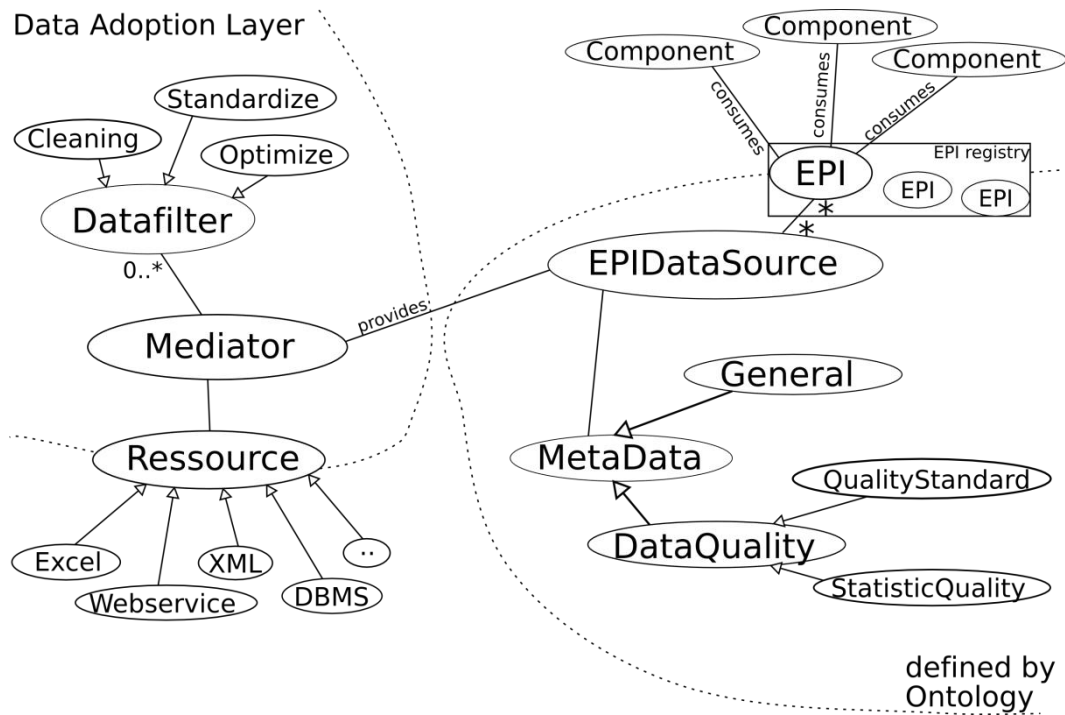 Data Adoption Layer
Component
Component
Component
consumes
consumes
consumes
Standardize
Cleaning
Optimize
Datafilter
0..*
EPI registry
EPI
EPI
EPI
*
*
EPIDataSource
provides
Mediator
General
MetaData
Ressource
QualityStandard
DataQuality
StatisticQuality
Excel
XML
..
Webservice
DBMS
defined by
Ontology